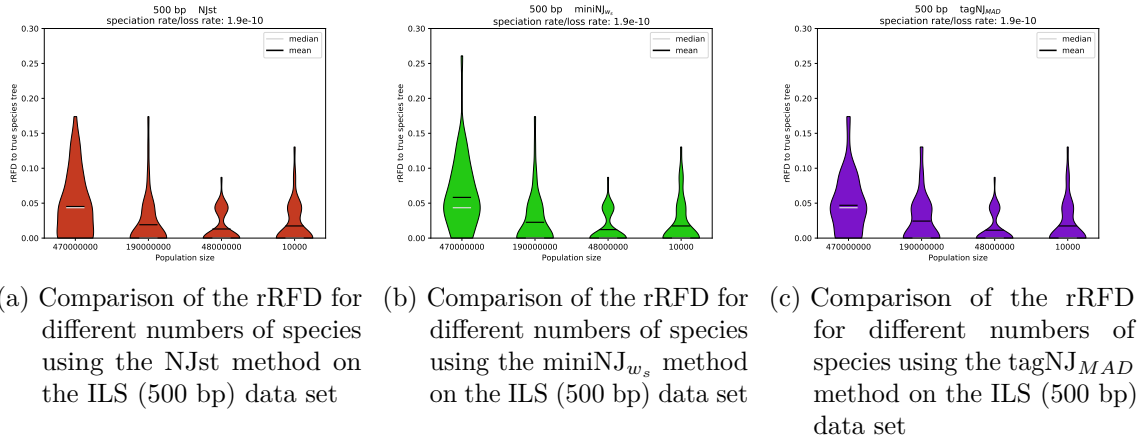 500 bp NJst
speciation rate/loss rate: 1.9e-10
rRFD to true species tree
0.30
0.25
0.20
0.15
0.10
0.05
0.00
median
mean
470000000 190000000 48000000 10000
Population size
500 bp miniNJ_{w_s}
speciation rate/loss rate: 1.9e-10
rRFD to true species tree
0.30
0.25
0.20
0.15
0.10
0.05
0.00
median
mean
470000000 190000000 48000000 10000
Population size
500 bp tagNJ_{MAD}
speciation rate/loss rate: 1.9e-10
rRFD to true species tree
0.30
0.25
0.20
0.15
0.10
0.05
0.00
median
mean
470000000 190000000 48000000 10000
Population size
(a) Comparison of the rRFD for
different numbers of species
using the NJst method on
the ILS (500 bp) data set
(b) Comparison of the rRFD for
different numbers of species
using the miniNJ_{w_s} method
on the ILS (500 bp) data set
(c) Comparison of the rRFD
for different numbers of
species using the tagNJ_{MAD}
method on the ILS (500 bp)
data set